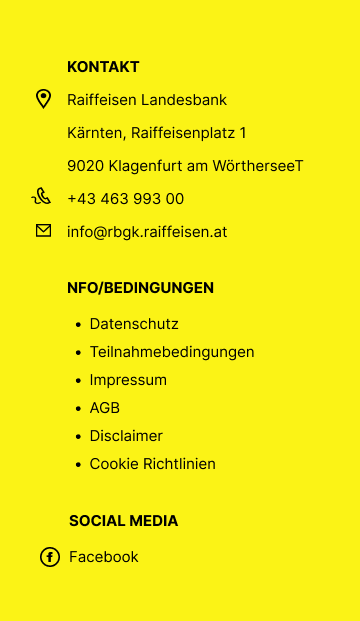 KONTAKT
Raiffeisen Landesbank
Kärnten, Raiffeisenplatz 1
9020 Klagenfurt am WörtherseeT
+43 463 993 00
info@rbgk.raiffeisen.at
NFO/BEDINGUNGEN
• Datenschutz
• Teilnahmebedingungen
• Impressum
• AGB
• Disclaimer
• Cookie Richtlinien
SOCIAL MEDIA
Facebook